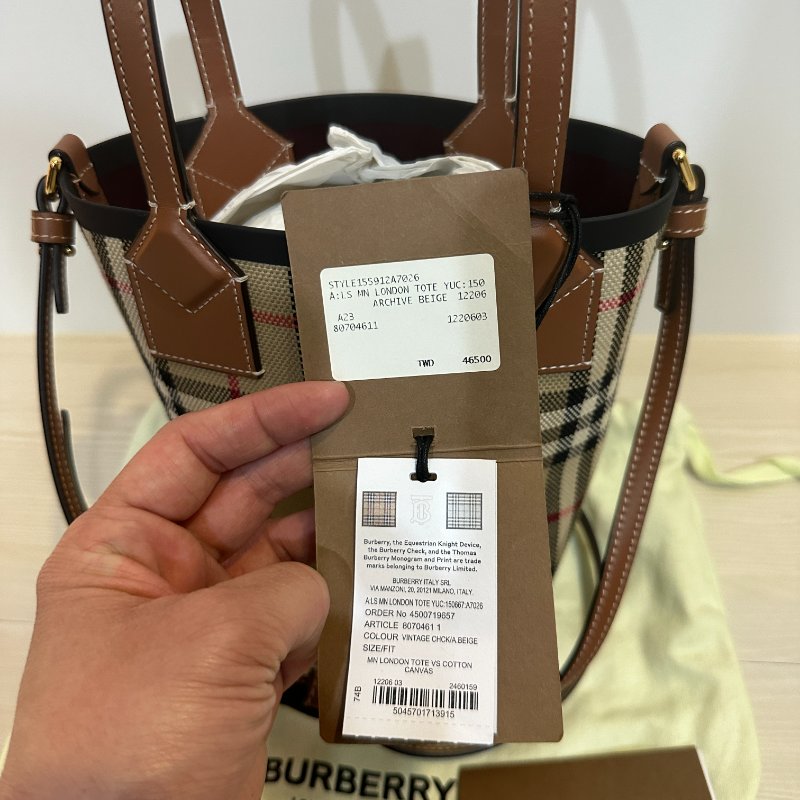 STYLE155912A7026
A:LS MN LONDON TOTE YUC:150
ARCHIVE BEIGE 12206
A23
80704611 1220603
TWD 46500
Burberry, the Equestrian Knight Device,
the Burberry Check, and the Thomas
Burberry Monogram and Print are trade
marks belonging to Burberry Limited.
BURBERRY ITALY SRL
VIA MANZONI, 20, 20121 MILANO, ITALY.
A:LS MN LONDON TOTE YUC:150667:A7026
ORDER No 4500719657
ARTICLE 8070461 1
COLOUR VINTAGE CHCK/A.BEIGE
SIZE/FIT
MN LONDON TOTE VS COTTON
CANVAS
74B
12206 03 2460159
5045701713915
BURBERRY